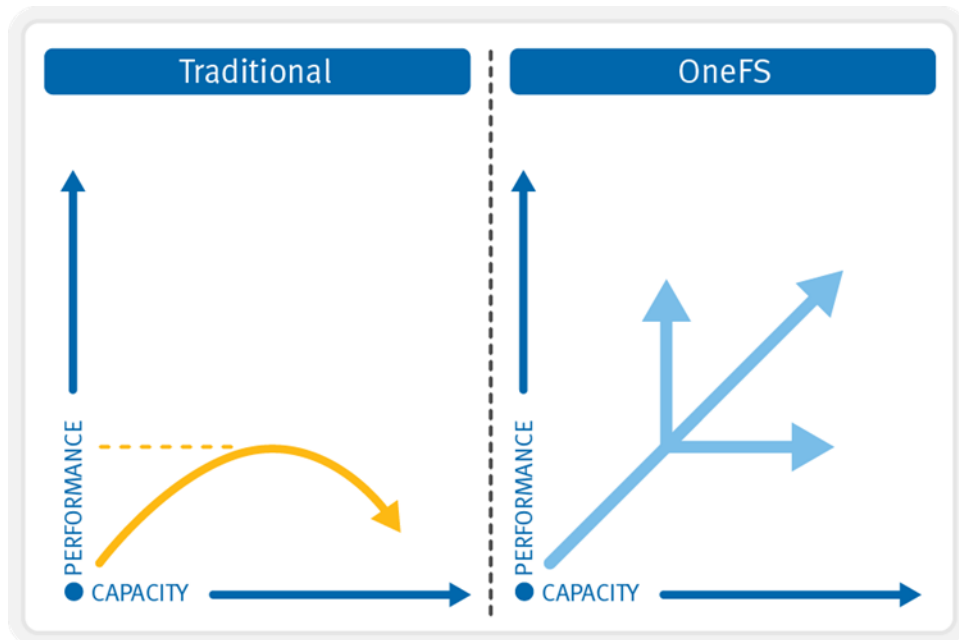 Traditional
PERFORMANCE
CAPACITY
OneFS
PERFORMANCE
CAPACITY